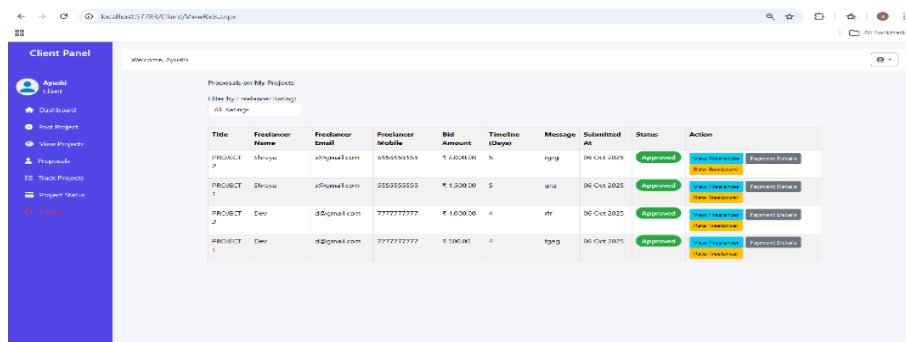 localhost:57783/Client/ViewBids.aspx
All Bookmarks
Client Panel
Welcome, Ayushi
Ayushi
Client
Dashboard
Post Project
View Projects
Proposals
Track Projects
Project Status
Logout
Proposals on My Projects
Filter by Freelancer Ratings
All Ratings
Title Freelancer Name Freelancer Email Freelancer Mobile Bid Amount Timeline (Days) Message Submitted At Status Action
PROJECT 2 Shreya s@gmail.com 5555555555 ₹ 2,000.00 5 06 Oct 2025 Approved View Freelancer Payment Details
Rate Freelancer
PROJECT 1 Shreya s@gmail.com 5555555555 ₹ 1,500.00 5 06 Oct 2025 Approved View Freelancer Payment Details
Rate Freelancer
PROJECT 2 Dev d@gmail.com 7777777777 ₹ 1,000.00 4 06 Oct 2025 Approved View Freelancer Payment Details
Rate Freelancer
PROJECT 1 Dev d@gmail.com 7777777777 ₹ 500.00 4 06 Oct 2025 Approved View Freelancer Payment Details
Rate Freelancer